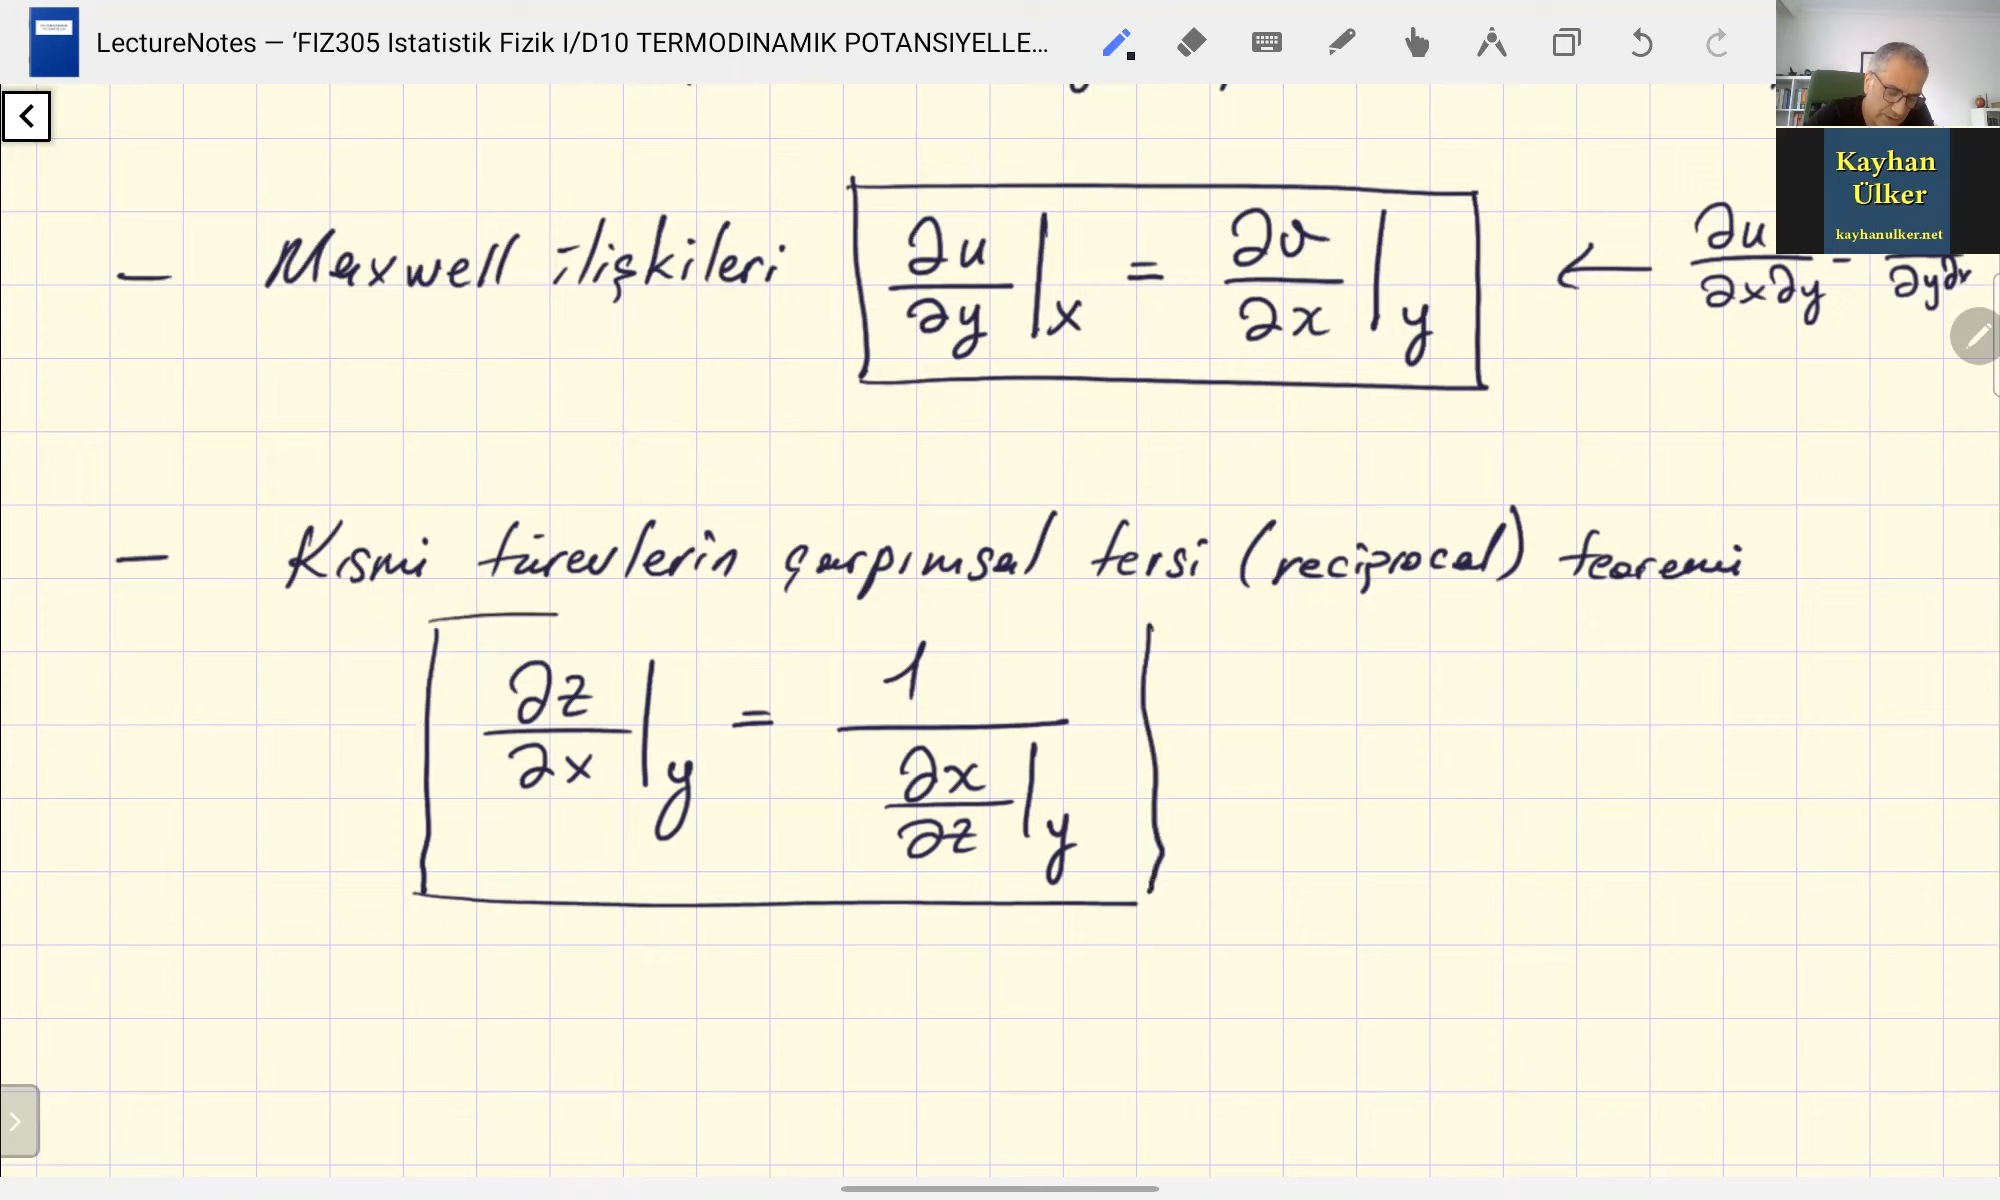 LectureNotes — ‘FIZ305 Istatistik Fizik I/D10 TERMODINAMIK POTANSIYELLE…
Kayhan
Ülker
kayhanulker.net
— Maxwell ilişkileri ∂u/∂y|x = ∂v/∂x|y ← ∂u/∂x∂y = ∂y∂x
— Kısmi türevlerin çarpımsal tersi (reciprocal) teoremi
∂z/∂x|y = 1/(∂x/∂z|y)